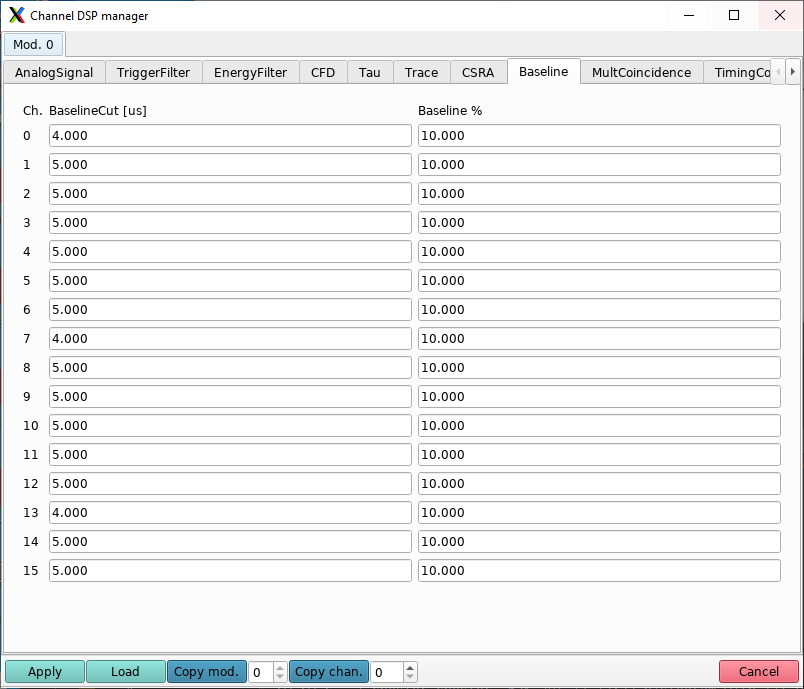 Channel DSP manager
Mod. 0
AnalogSignal TriggerFilter EnergyFilter CFD Tau Trace CSRA Baseline MultCoincidence TimingCo
Ch. BaselineCut [us] Baseline %
0 4.000 10.000
1 5.000 10.000
2 5.000 10.000
3 5.000 10.000
4 5.000 10.000
5 5.000 10.000
6 5.000 10.000
7 4.000 10.000
8 5.000 10.000
9 5.000 10.000
10 5.000 10.000
11 5.000 10.000
12 5.000 10.000
13 4.000 10.000
14 5.000 10.000
15 5.000 10.000
Apply Load Copy mod. 0 Copy chan. 0 Cancel